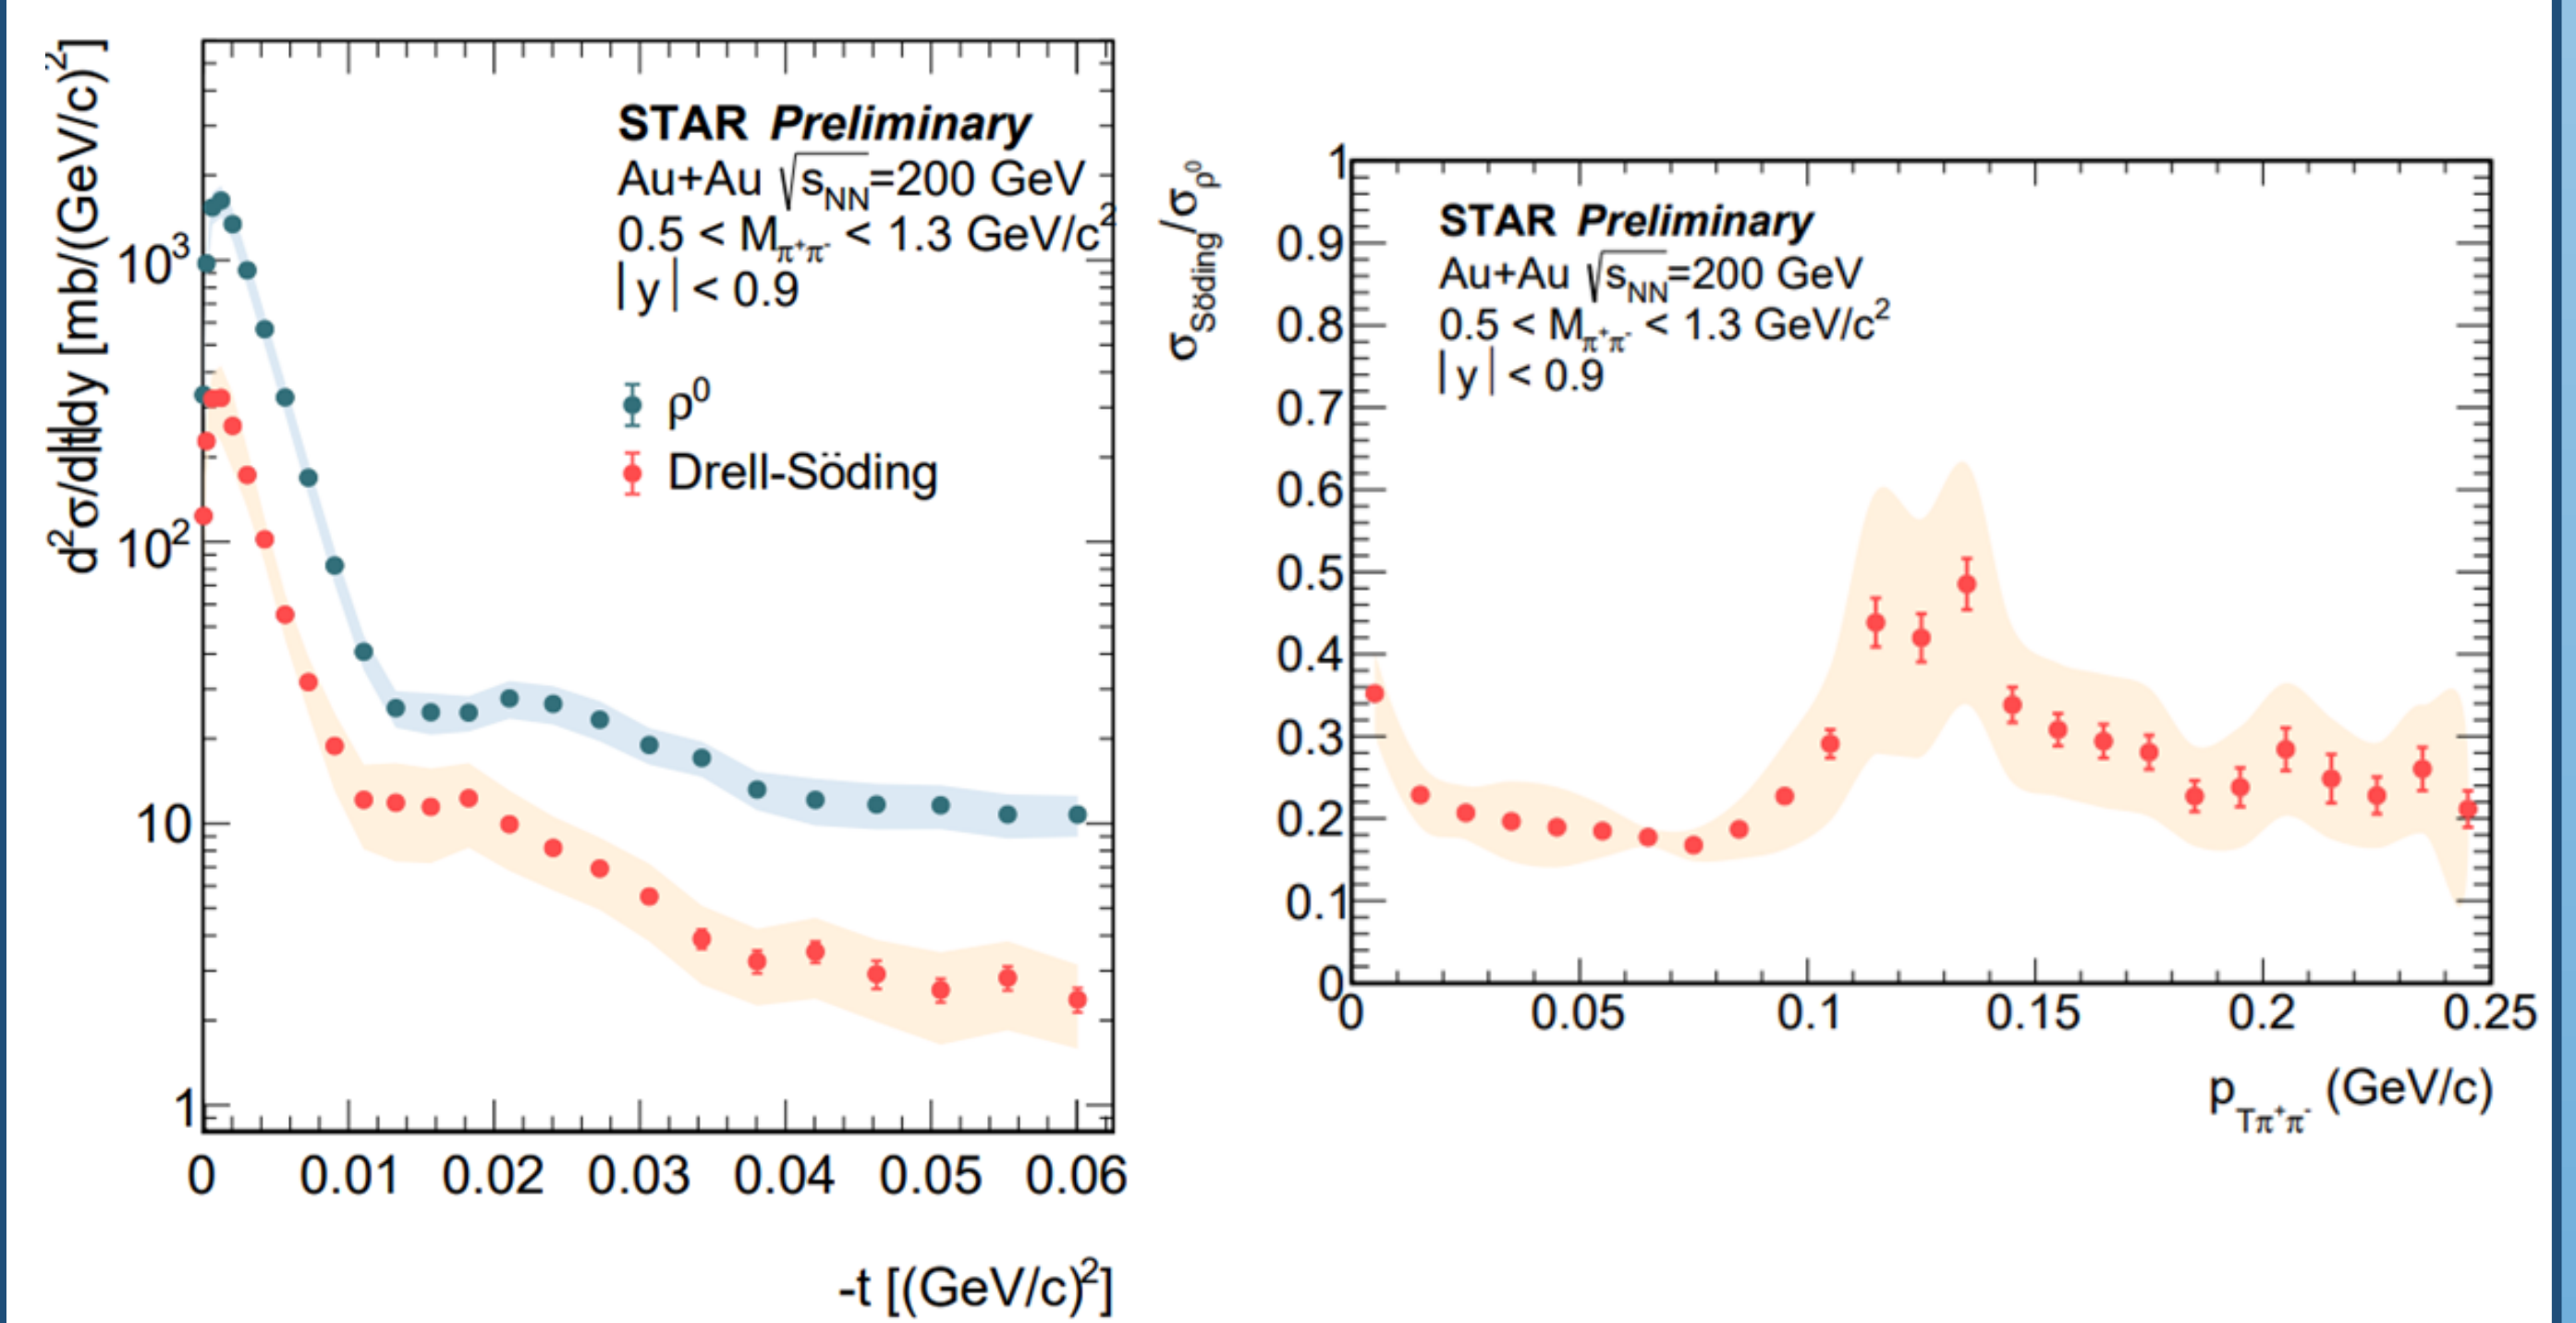 d²σ/d|t|dy [mb/(GeV/c)²]
10³
10²
10
1
STAR Preliminary
Au+Au √sNN=200 GeV
0.5 < Mπ⁺π⁻ < 1.3 GeV/c²
|y| < 0.9
ρ⁰
Drell-Söding
0 0.01 0.02 0.03 0.04 0.05 0.06
-t [(GeV/c)²]
σSöding/σρ⁰
1
0.9
0.8
0.7
0.6
0.5
0.4
0.3
0.2
0.1
0
STAR Preliminary
Au+Au √sNN=200 GeV
0.5 < Mπ⁺π⁻ < 1.3 GeV/c²
|y| < 0.9
0 0.05 0.1 0.15 0.2 0.25
pTπ⁺π⁻ (GeV/c)